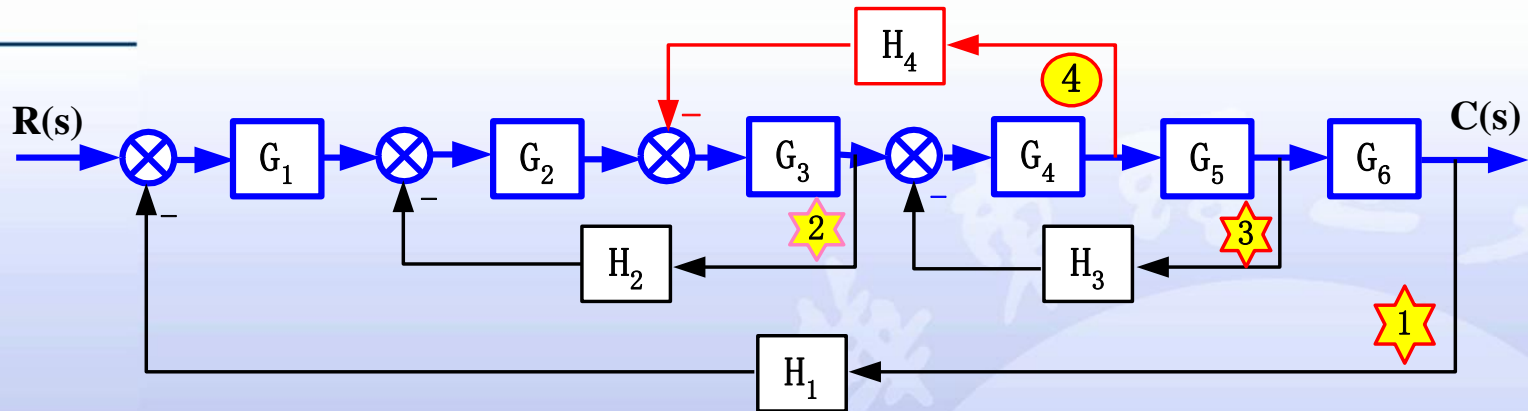 H₄
4
R(s)
C(s)
−
G₁
G₂
G₃
G₄
G₅
G₆
−
−
−
2
3
H₂
H₃
1
H₁